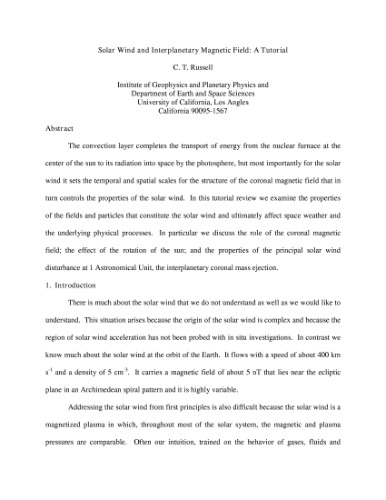 Solar Wind and Interplanetary Magnetic Field: A Tutorial
C. T. Russell
Institute of Geophysics and Planetary Physics and
Department of Earth and Space Sciences
University of California, Los Angles
California 90095-1567
Abstract
The convection layer completes the transport of energy from the nuclear furnace at the
center of the sun to its radiation into space by the photosphere, but most importantly for the solar
wind it sets the temporal and spatial scales for the structure of the coronal magnetic field that in
turn controls the properties of the solar wind. In this tutorial review we examine the properties
of the fields and particles that constitute the solar wind and ultimately affect space weather and
the underlying physical processes. In particular we discuss the role of the coronal magnetic
field; the effect of the rotation of the sun; and the properties of the principal solar wind
disturbance at 1 Astronomical Unit, the interplanetary coronal mass ejection.
1. Introduction
There is much about the solar wind that we do not understand as well as we would like to
understand. This situation arises because the origin of the solar wind is complex and because the
region of solar wind acceleration has not been probed with in situ investigations. In contrast we
know much about the solar wind at the orbit of the Earth. It flows with a speed of about 400 km
s⁻¹ and a density of 5 cm⁻³. It carries a magnetic field of about 5 nT that lies near the ecliptic
plane in an Archimedean spiral pattern and it is highly variable.
Addressing the solar wind from first principles is also difficult because the solar wind is a
magnetized plasma in which, throughout most of the solar system, the magnetic and plasma
pressures are comparable. Often our intuition, trained on the behavior of gases, fluids and